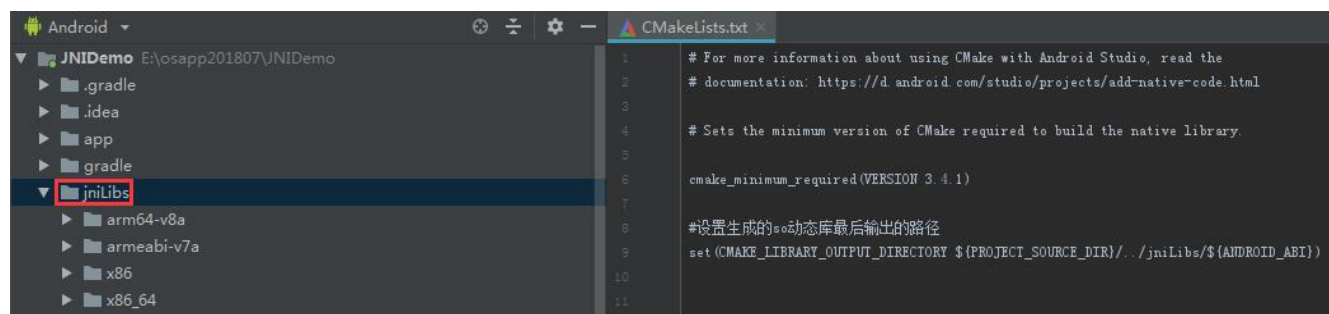 Android
JNIDemo E:\osapp201807\JNIDemo
.gradle
.idea
app
gradle
jniLibs
arm64-v8a
armeabi-v7a
x86
x86_64
CMakeLists.txt
1 # For more information about using CMake with Android Studio, read the
2 # documentation: https://d.android.com/studio/projects/add-native-code.html
3
4 # Sets the minimum version of CMake required to build the native library.
5
6 cmake_minimum_required(VERSION 3.4.1)
7
8 #设置生成的so动态库最后输出的路径
9 set(CMAKE_LIBRARY_OUTPUT_DIRECTORY ${PROJECT_SOURCE_DIR}/../jniLibs/${ANDROID_ABI})
10
11